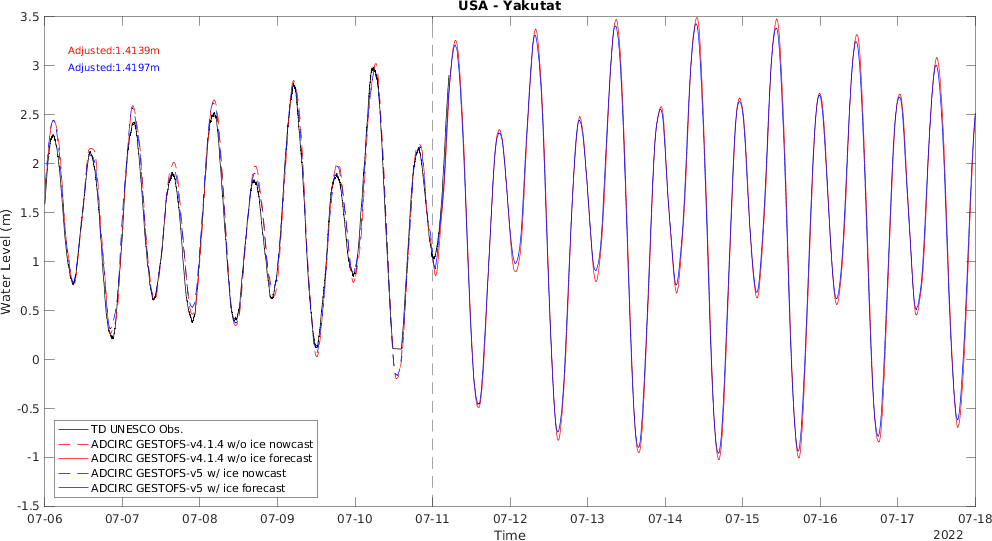 USA - Yakutat
Adjusted:1.4139m
Adjusted:1.4197m
3.5
3
2.5
2
1.5
1
0.5
0
-0.5
-1
-1.5
Water Level (m)
TD UNESCO Obs.
ADCIRC GESTOFS-v4.1.4 w/o ice nowcast
ADCIRC GESTOFS-v4.1.4 w/o ice forecast
ADCIRC GESTOFS-v5 w/ ice nowcast
ADCIRC GESTOFS-v5 w/ ice forecast
07-06 07-07 07-08 07-09 07-10 07-11 07-12 07-13 07-14 07-15 07-16 07-17 07-18
Time
2022